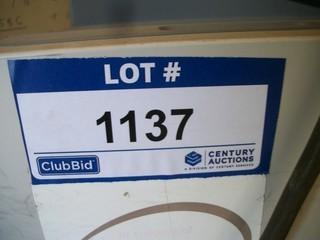 LOT #
1137
ClubBid
CENTURY
AUCTIONS
A DIVISION OF CENTURY SERVICES